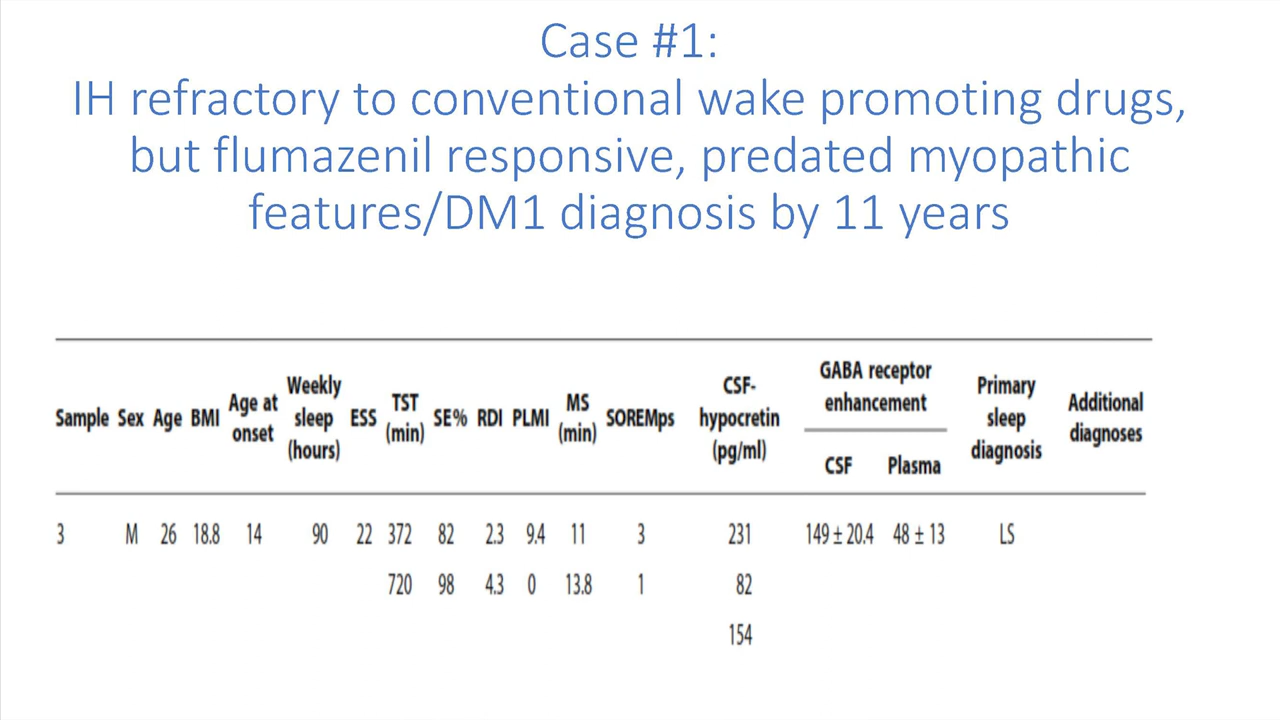 Case #1:
IH refractory to conventional wake promoting drugs,
but flumazenil responsive, predated myopathic
features/DM1 diagnosis by 11 years
Sample Sex Age BMI Age at onset Weekly sleep (hours) ESS TST (min) SE% RDI PLMI MS (min) SOREMps CSF-hypocretin (pg/ml) GABA receptor enhancement CSF Plasma Primary sleep diagnosis Additional diagnoses
3 M 26 18.8 14 90 22 372 82 2.3 9.4 11 3 231 149 ± 20.4 48 ± 13 LS
720 98 4.3 0 13.8 1 82
154